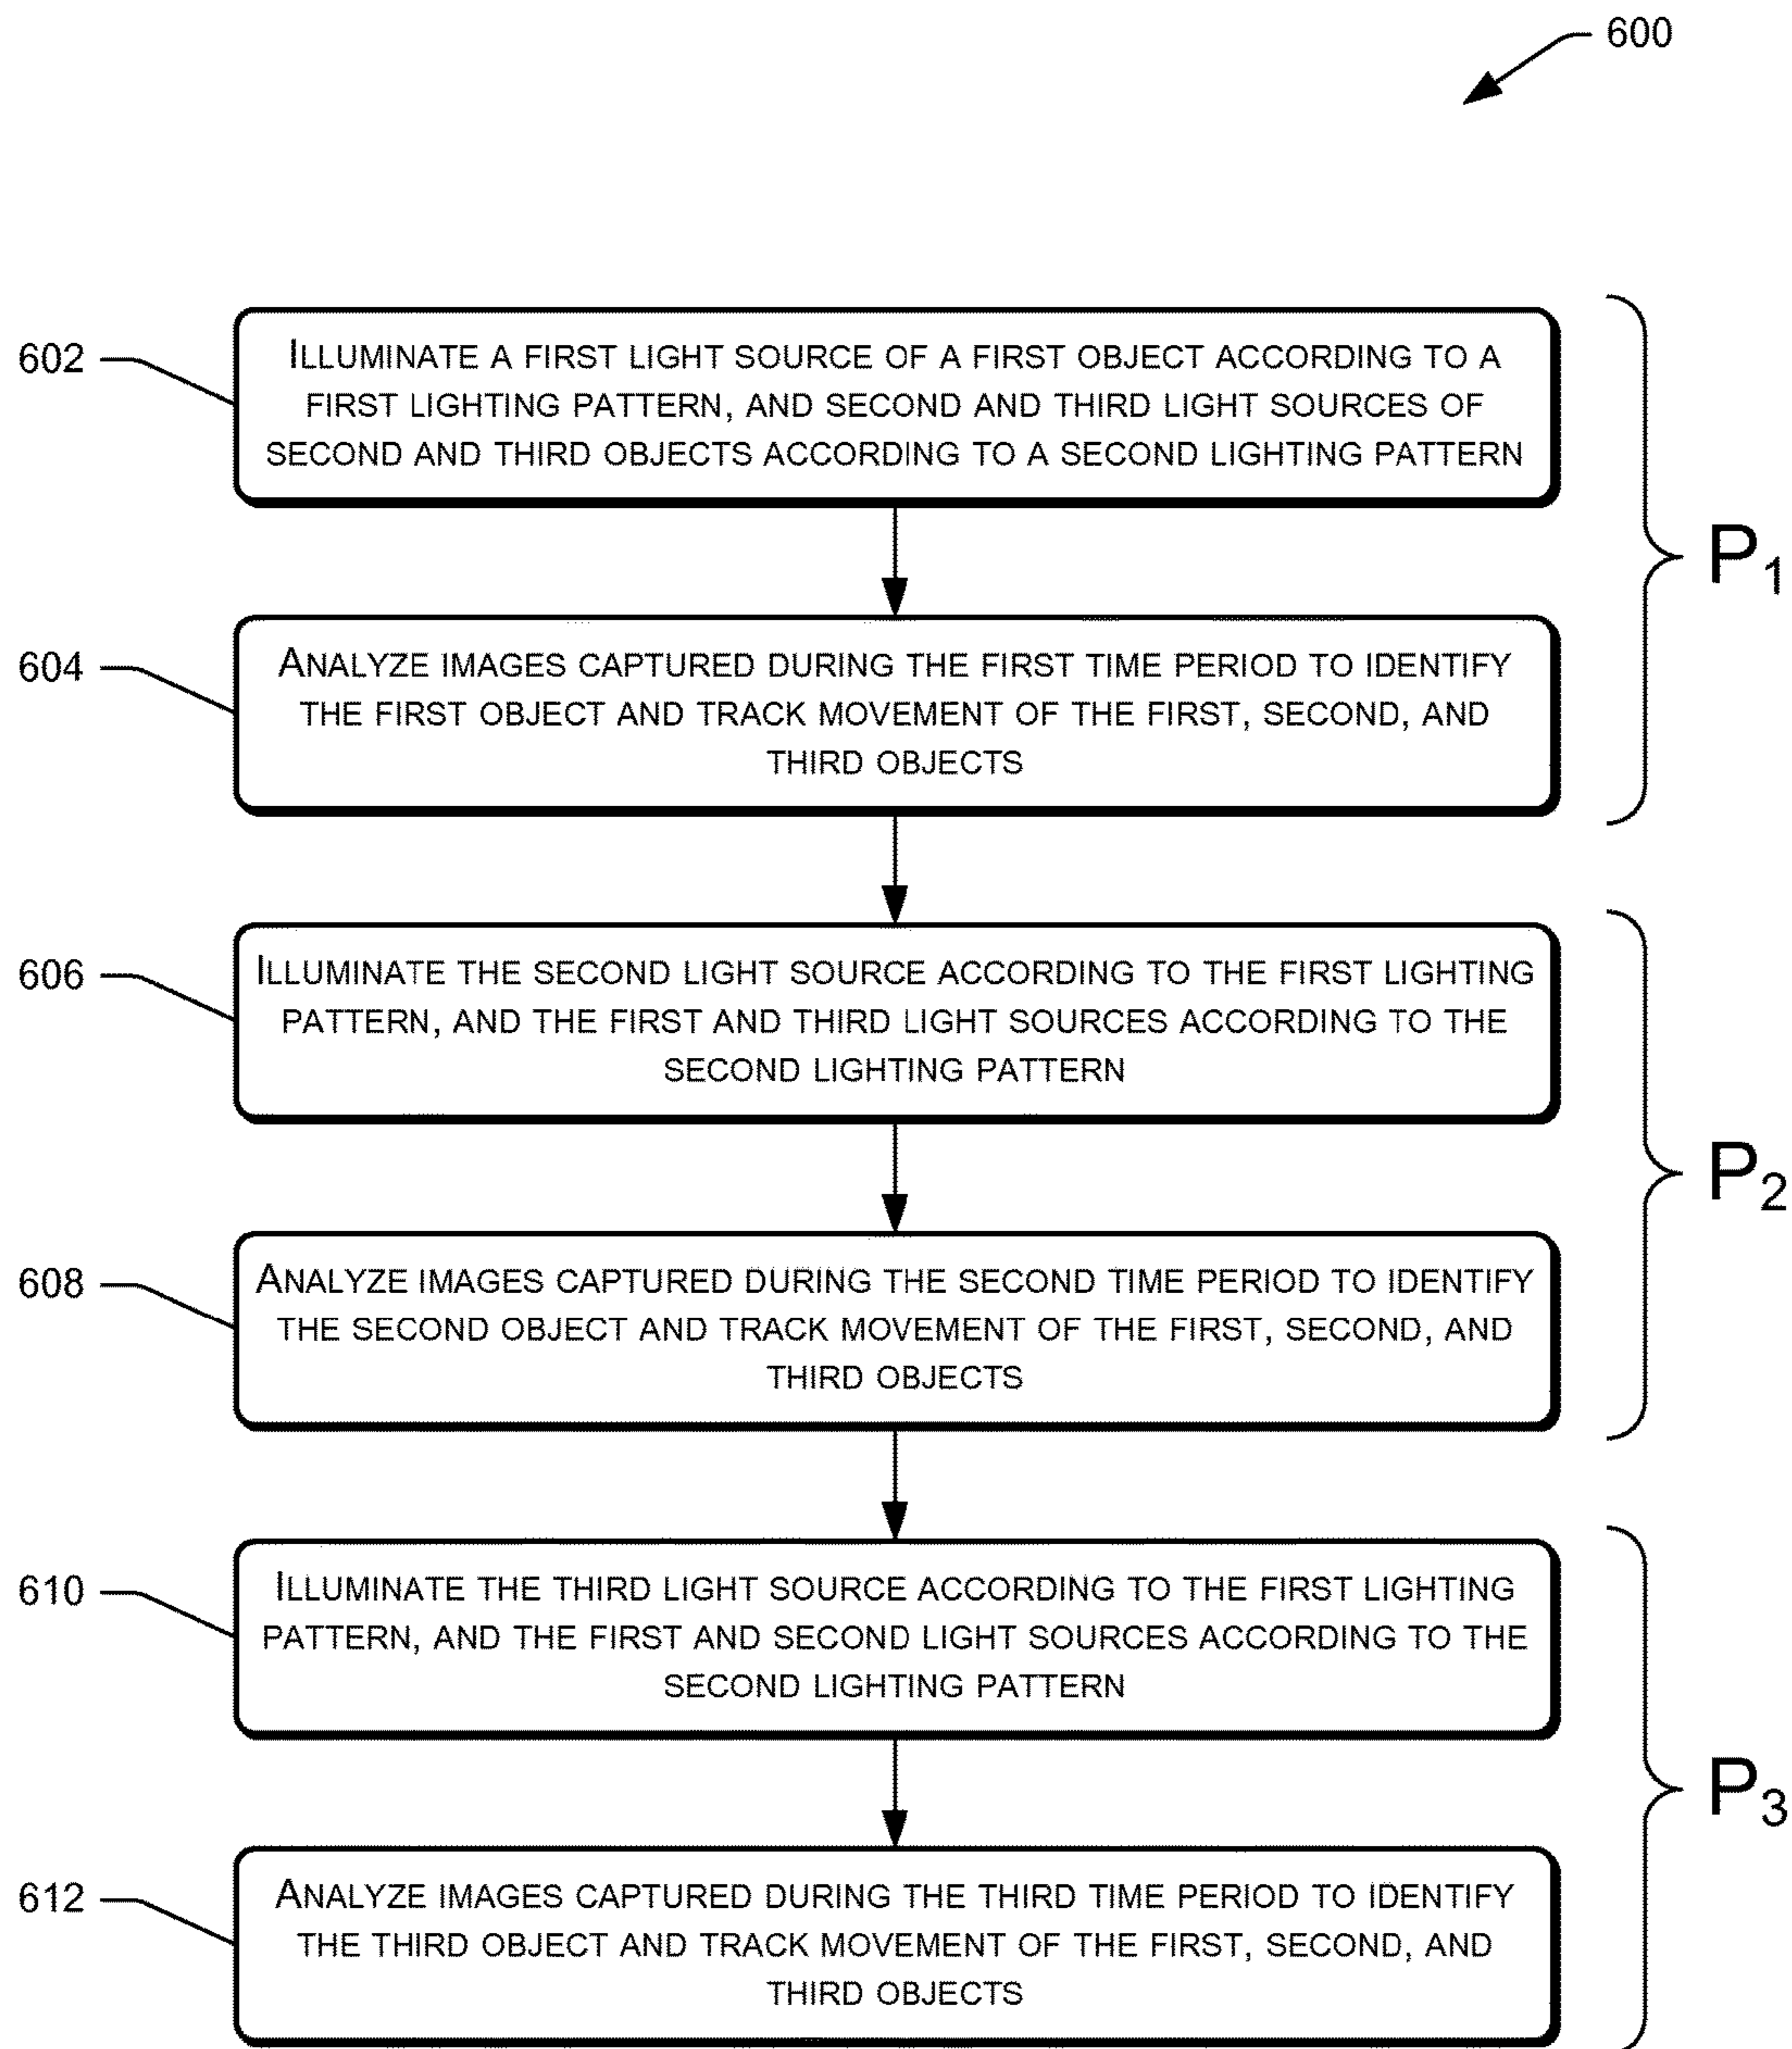 600
602
ILLUMINATE A FIRST LIGHT SOURCE OF A FIRST OBJECT ACCORDING TO A
FIRST LIGHTING PATTERN, AND SECOND AND THIRD LIGHT SOURCES OF
SECOND AND THIRD OBJECTS ACCORDING TO A SECOND LIGHTING PATTERN
P1
604
ANALYZE IMAGES CAPTURED DURING THE FIRST TIME PERIOD TO IDENTIFY
THE FIRST OBJECT AND TRACK MOVEMENT OF THE FIRST, SECOND, AND
THIRD OBJECTS
606
ILLUMINATE THE SECOND LIGHT SOURCE ACCORDING TO THE FIRST LIGHTING
PATTERN, AND THE FIRST AND THIRD LIGHT SOURCES ACCORDING TO THE
SECOND LIGHTING PATTERN
P2
608
ANALYZE IMAGES CAPTURED DURING THE SECOND TIME PERIOD TO IDENTIFY
THE SECOND OBJECT AND TRACK MOVEMENT OF THE FIRST, SECOND, AND
THIRD OBJECTS
610
ILLUMINATE THE THIRD LIGHT SOURCE ACCORDING TO THE FIRST LIGHTING
PATTERN, AND THE FIRST AND SECOND LIGHT SOURCES ACCORDING TO THE
SECOND LIGHTING PATTERN
P3
612
ANALYZE IMAGES CAPTURED DURING THE THIRD TIME PERIOD TO IDENTIFY
THE THIRD OBJECT AND TRACK MOVEMENT OF THE FIRST, SECOND, AND
THIRD OBJECTS